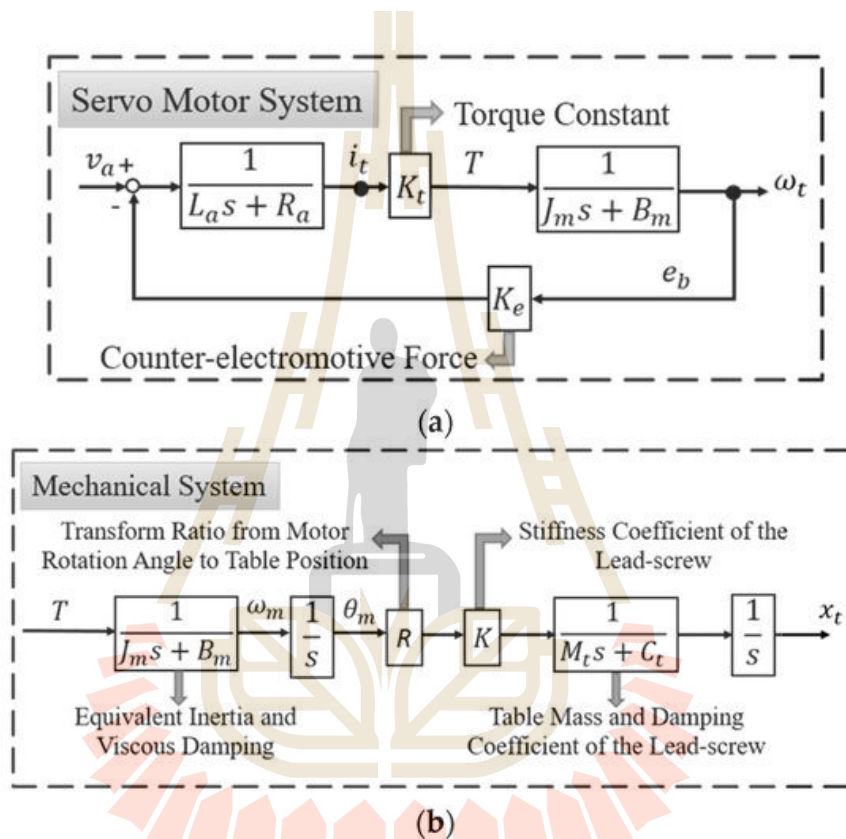 Servo Motor System
Torque Constant
v_a + -
1 / (L_a s + R_a)
i_t
K_t
T
1 / (J_m s + B_m)
ω_t
K_e
e_b
Counter-electromotive Force
(a)
Mechanical System
Transform Ratio from Motor
Rotation Angle to Table Position
Stiffness Coefficient of the
Lead-screw
T
1 / (J_m s + B_m)
ω_m
1 / s
θ_m
R
K
1 / (M_t s + C_t)
1 / s
x_t
Equivalent Inertia and
Viscous Damping
Table Mass and Damping
Coefficient of the Lead-screw
(b)